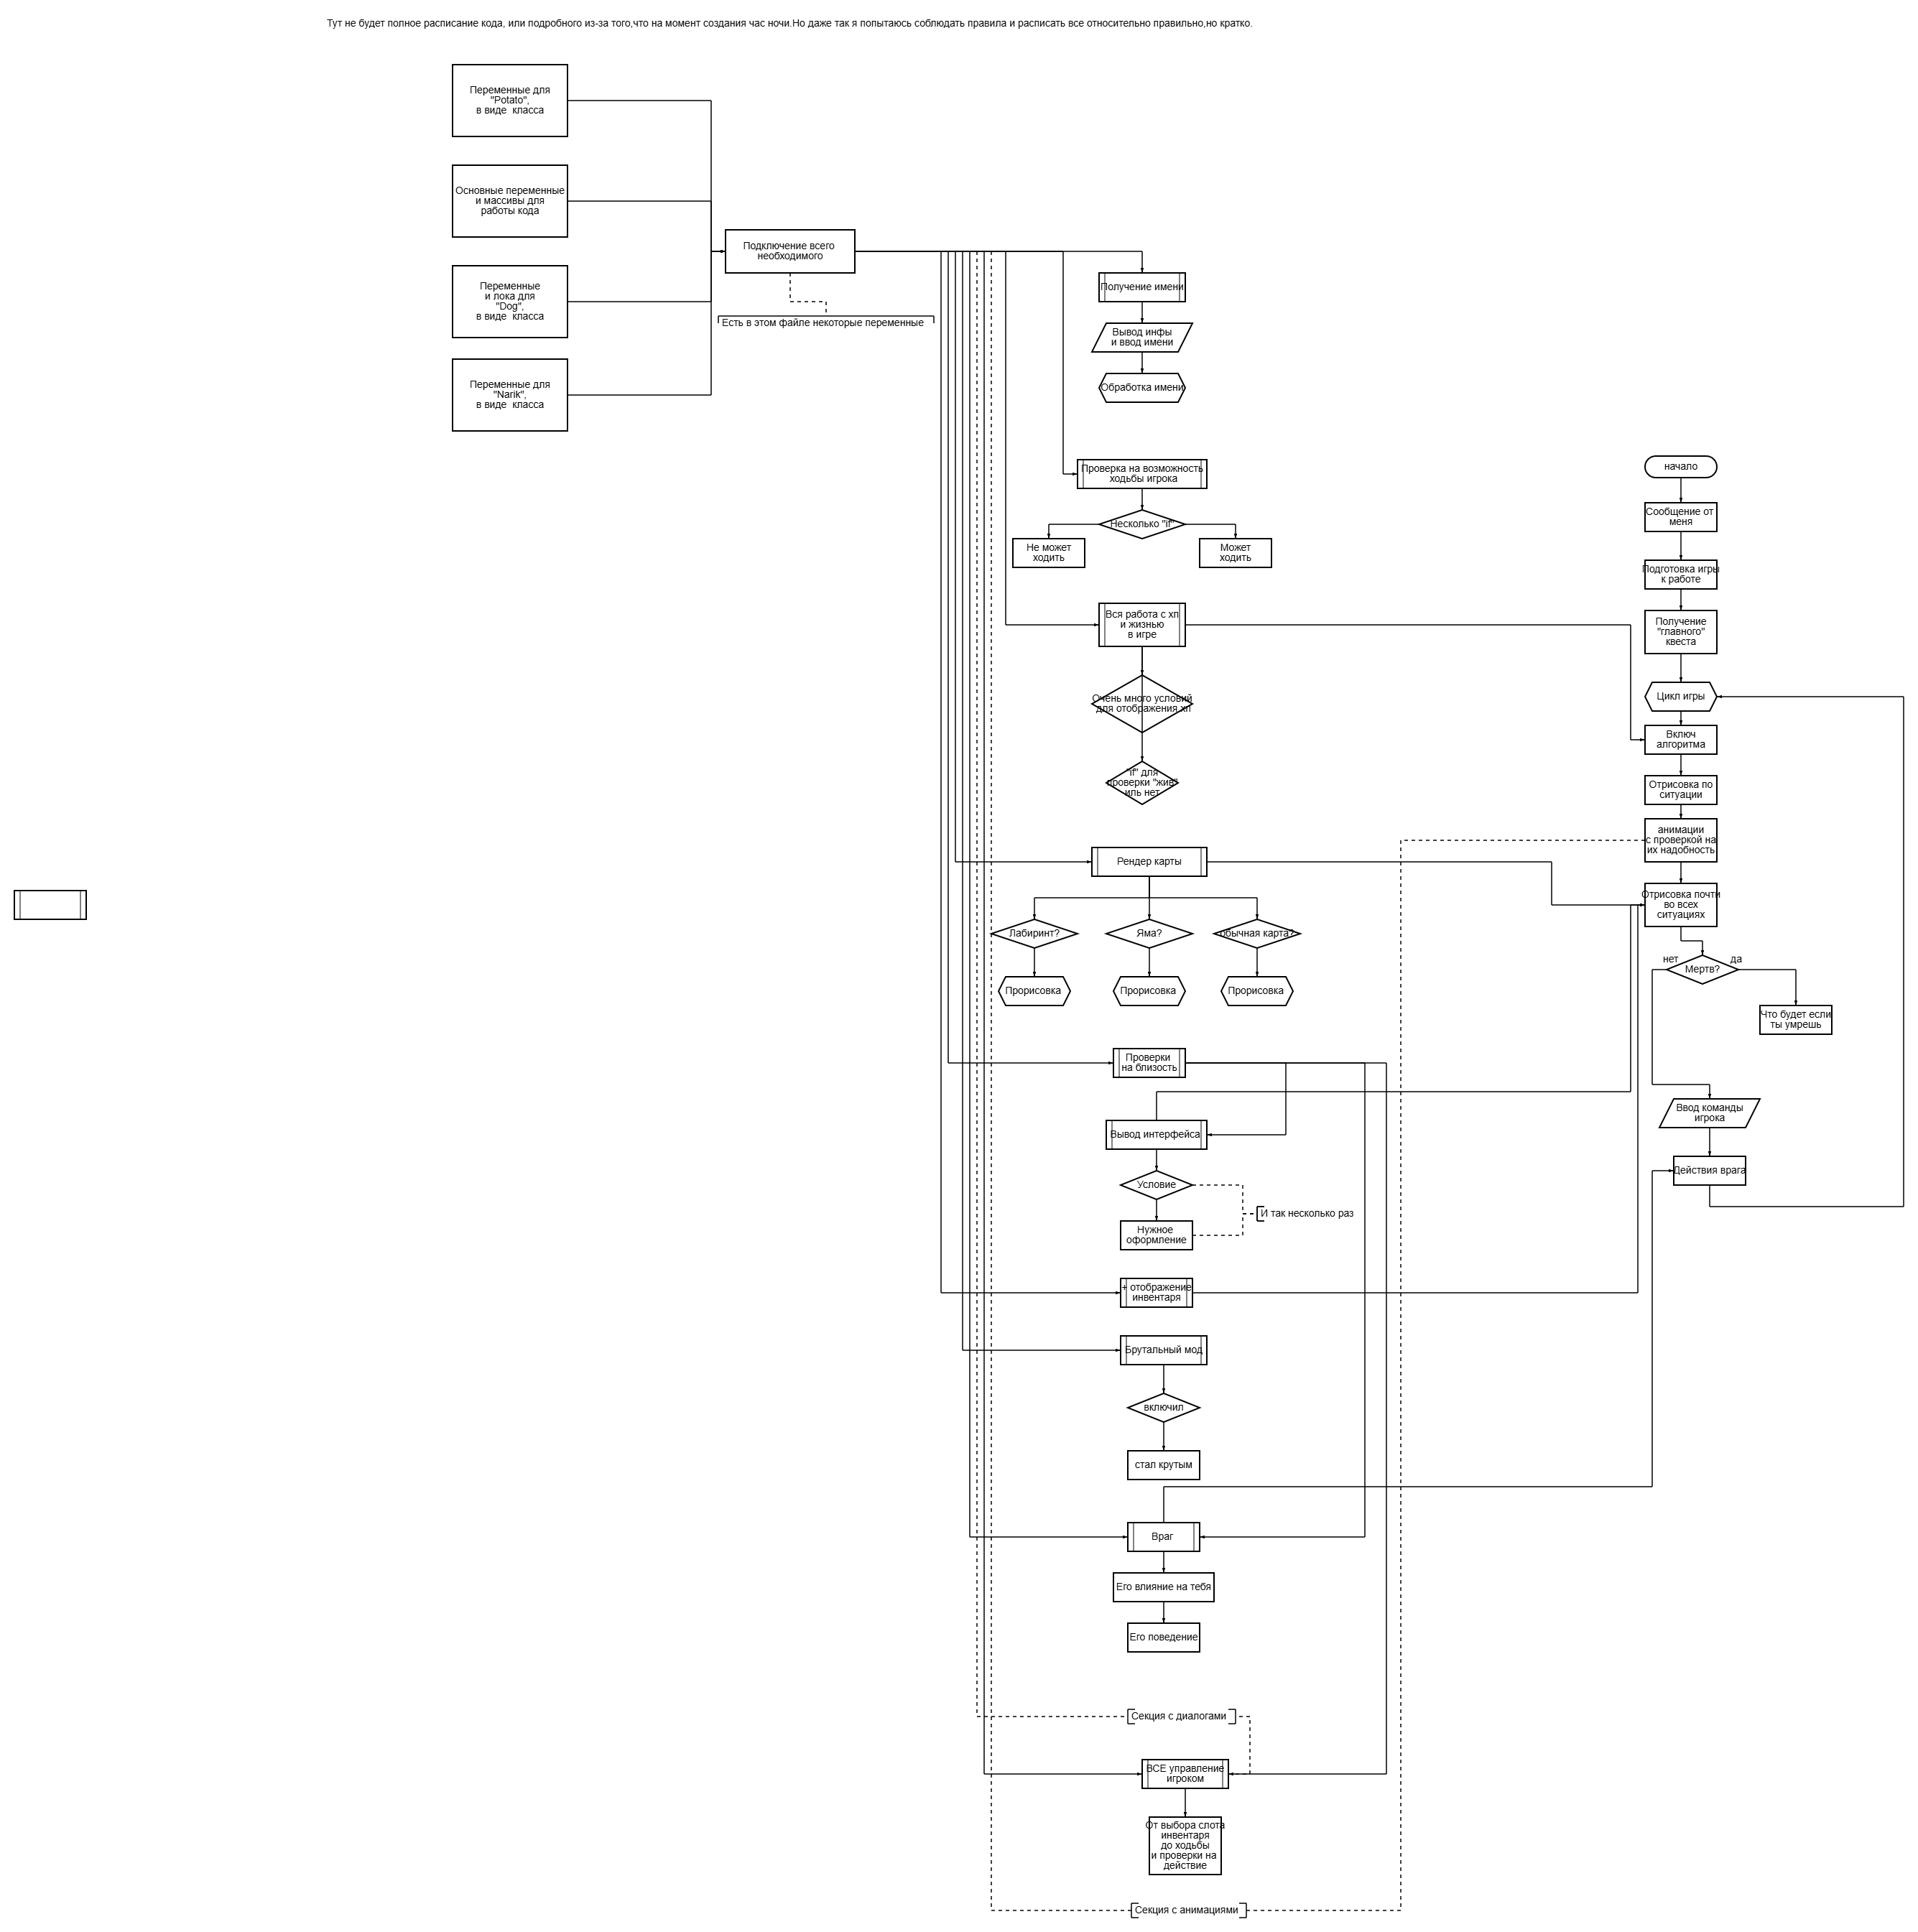 Тут не будет полное расписание кода, или подробного из-за того,что на момент создания час ночи.Но даже так я попытаюсь соблюдать правила и расписать все относительно правильно,но кратко.
Переменные для
"Potato",
в виде класса
Основные переменные
и массивы для
работы кода
Переменные
и лока для
"Dog",
в виде класса
Переменные для
"Narik",
в виде класса
Подключение всего
необходимого
Есть в этом файле некоторые переменные
Получение имени
Вывод инфы
и ввод имени
Обработка имени
Проверка на возможность
ходьбы игрока
Несколько "if"
Не может
ходить
Может
ходить
Вся работа с хп
и жизнью
в игре
Очень много условий
для отображения хп
"if" для
проверки "жив"
иль нет
Рендер карты
Лабиринт?
Яма?
обычная карта?
Прорисовка
Прорисовка
Прорисовка
Проверки
на близость
Вывод интерфейса
Условие
И так несколько раз
Нужное
оформление
+ отображение
инвентаря
Брутальный мод
включил
стал крутым
Враг
Его влияние на тебя
Его поведение
Секция с диалогами
ВСЕ управление
игроком
От выбора слота
инвентаря
до ходьбы
и проверки на
действие
Секция с анимациями
начало
Сообщение от
меня
Подготовка игры
к работе
Получение
"главного"
квеста
Цикл игры
Включ
алгоритма
Отрисовка по
ситуации
анимации
с проверкой на
их надобность
Отрисовка почти
во всех
ситуациях
нет
да
Мертв?
Что будет если
ты умрешь
Ввод команды
игрока
Действия врага